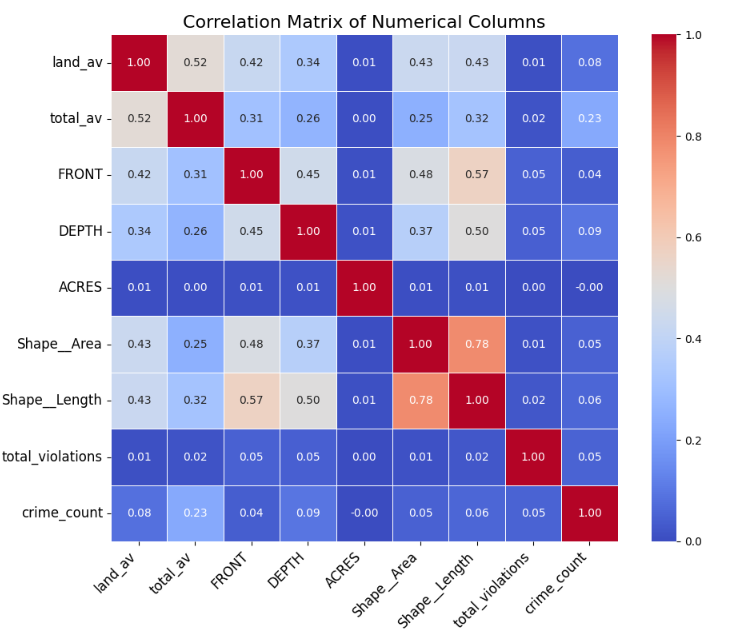 Correlation Matrix of Numerical Columns
land_av 1.00 0.52 0.42 0.34 0.01 0.43 0.43 0.01 0.08
total_av 0.52 1.00 0.31 0.26 0.00 0.25 0.32 0.02 0.23
FRONT 0.42 0.31 1.00 0.45 0.01 0.48 0.57 0.05 0.04
DEPTH 0.34 0.26 0.45 1.00 0.01 0.37 0.50 0.05 0.09
ACRES 0.01 0.00 0.01 0.01 1.00 0.01 0.01 0.00 -0.00
Shape__Area 0.43 0.25 0.48 0.37 0.01 1.00 0.78 0.01 0.05
Shape__Length 0.43 0.32 0.57 0.50 0.01 0.78 1.00 0.02 0.06
total_violations 0.01 0.02 0.05 0.05 0.00 0.01 0.02 1.00 0.05
crime_count 0.08 0.23 0.04 0.09 -0.00 0.05 0.06 0.05 1.00
land_av total_av FRONT DEPTH ACRES Shape__Area Shape__Length total_violations crime_count
1.0
0.8
0.6
0.4
0.2
0.0